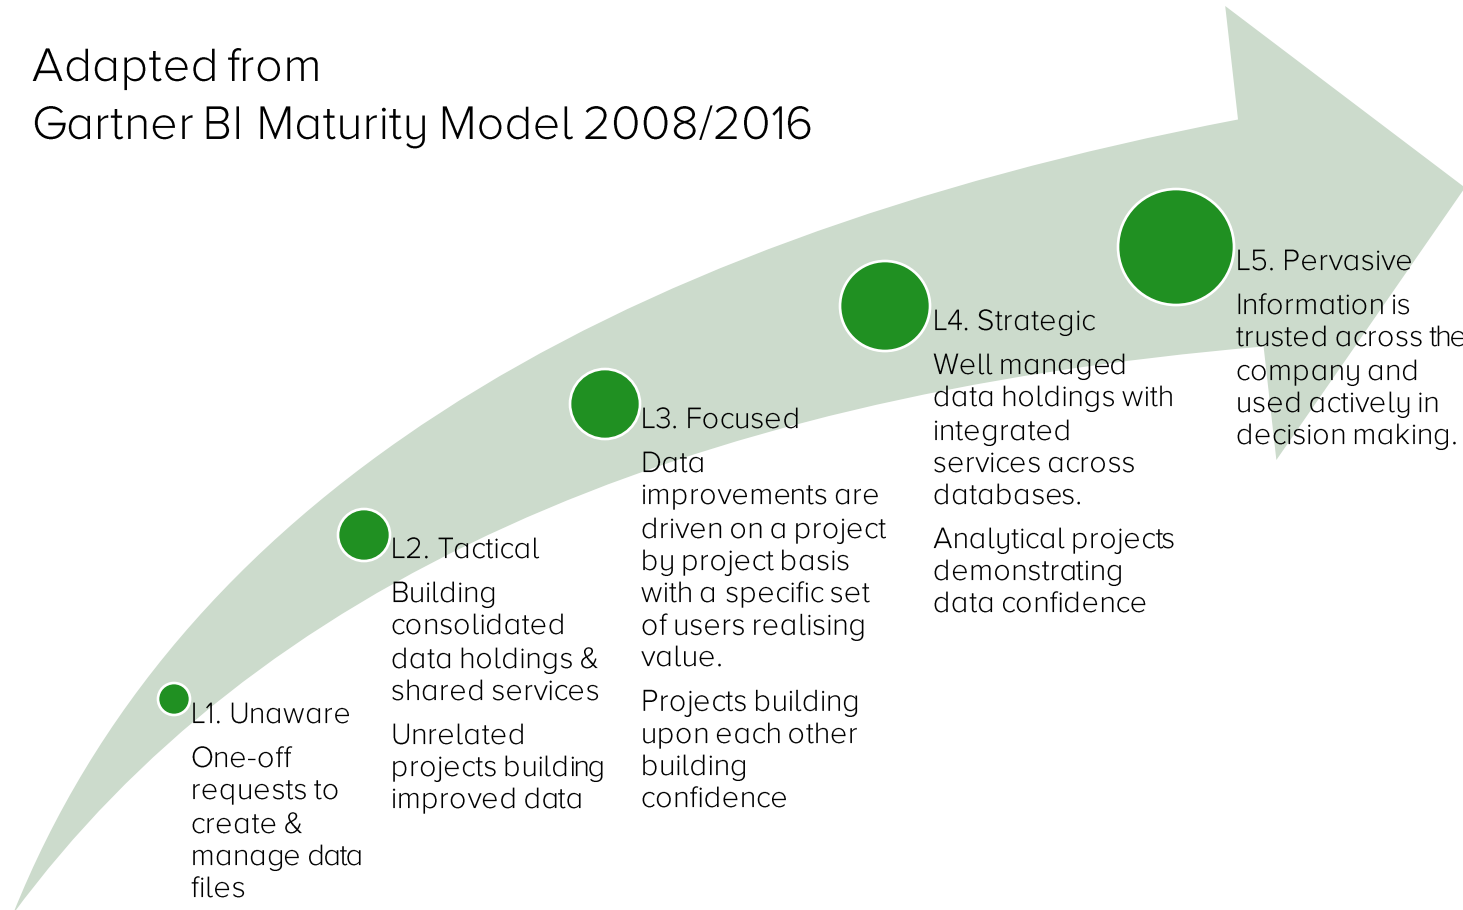 Adapted from
Gartner BI Maturity Model 2008/2016
L1. Unaware
One-off
requests to
create &
manage data
files
L2. Tactical
Building
consolidated
data holdings &
shared services
Unrelated
projects building
improved data
L3. Focused
Data
improvements are
driven on a project
by project basis
with a specific set
of users realising
value.
Projects building
upon each other
building
confidence
L4. Strategic
Well managed
data holdings with
integrated
services across
databases.
Analytical projects
demonstrating
data confidence
L5. Pervasive
Information is
trusted across the
company and
used actively in
decision making.